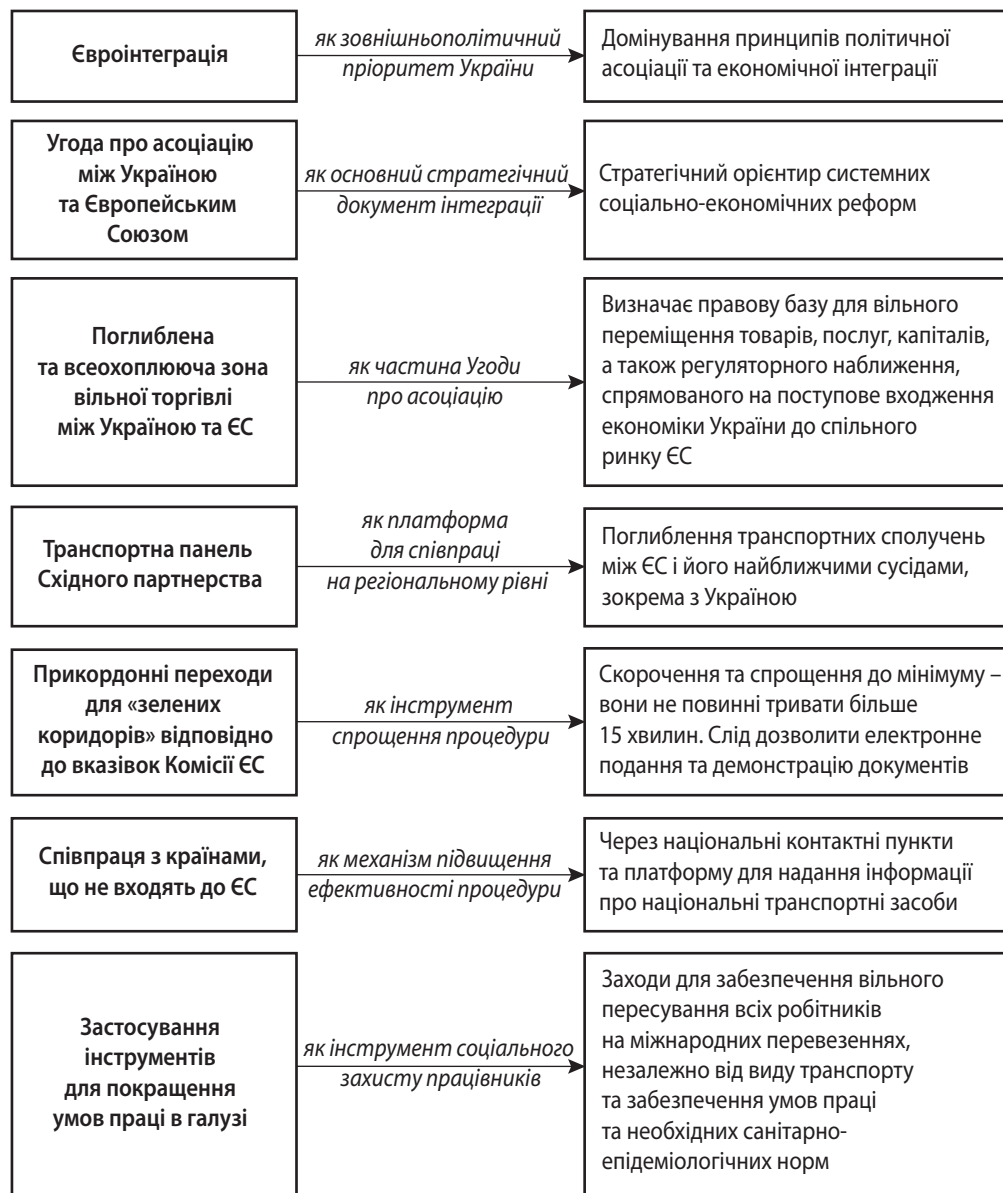 Євроінтеграція
як зовнішньополітичний
пріоритет України
Домінування принципів політичної
асоціації та економічної інтеграції
Угода про асоціацію
між Україною
та Європейським
Союзом
як основний стратегічний
документ інтеграції
Стратегічний орієнтир системних
соціально-економічних реформ
Поглиблена
та всеохоплююча зона
вільної торгівлі
між Україною та ЄС
як частина Угоди
про асоціацію
Визначає правову базу для вільного
переміщення товарів, послуг, капіталів,
а також регуляторного наближення,
спрямованого на поступове входження
економіки України до спільного
ринку ЄС
Транспортна панель
Східного партнерства
як платформа
для співпраці
на регіональному рівні
Поглиблення транспортних сполучень
між ЄС і його найближчими сусідами,
зокрема з Україною
Прикордонні переходи
для «зелених
коридорів» відповідно
до вказівок Комісії ЄС
як інструмент
спрощення процедури
Скорочення та спрощення до мінімуму –
вони не повинні тривати більше
15 хвилин. Слід дозволити електронне
подання та демонстрацію документів
Співпраця з країнами,
що не входять до ЄС
як механізм підвищення
ефективності процедури
Через національні контактні пункти
та платформу для надання інформації
про національні транспортні засоби
Застосування
інструментів
для покращення
умов праці в галузі
як інструмент соціального
захисту працівників
Заходи для забезпечення вільного
пересування всіх робітників
на міжнародних перевезеннях,
незалежно від виду транспорту
та забезпечення умов праці
та необхідних санітарно-
епідеміологічних норм